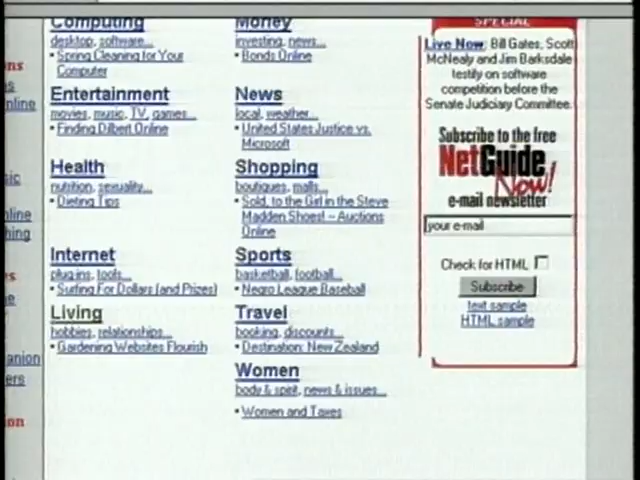 Computing
desktop, software...
• Spring Cleaning for Your
Computer
Entertainment
movies, music, TV, games...
• Finding Dilbert Online
Health
nutrition, sexuality...
• Dieting Tips
Internet
plug-ins, tools...
• Surfing For Dollars (and Prizes)
Living
hobbies, relationships...
• Gardening Websites Flourish
Money
investing, news...
• Bonds Online
News
local, weather...
• United States Justice vs.
Microsoft
Shopping
boutiques, malls...
• Sold, to the Girl in the Steve
Madden Shoes! -- Auctions
Online
Sports
basketball, football...
• Negro League Baseball
Travel
booking, discounts...
• Destination: New Zealand
Women
body & spirit, news & issues...
• Women and Taxes
SPECIAL
Live Now: Bill Gates, Scott
McNealy and Jim Barksdale
testify on software
competition before the
Senate Judiciary Committee.
Subscribe to the free
NetGuide
Now!
e-mail newsletter
your e-mail
Check for HTML
Subscribe
text sample
HTML sample